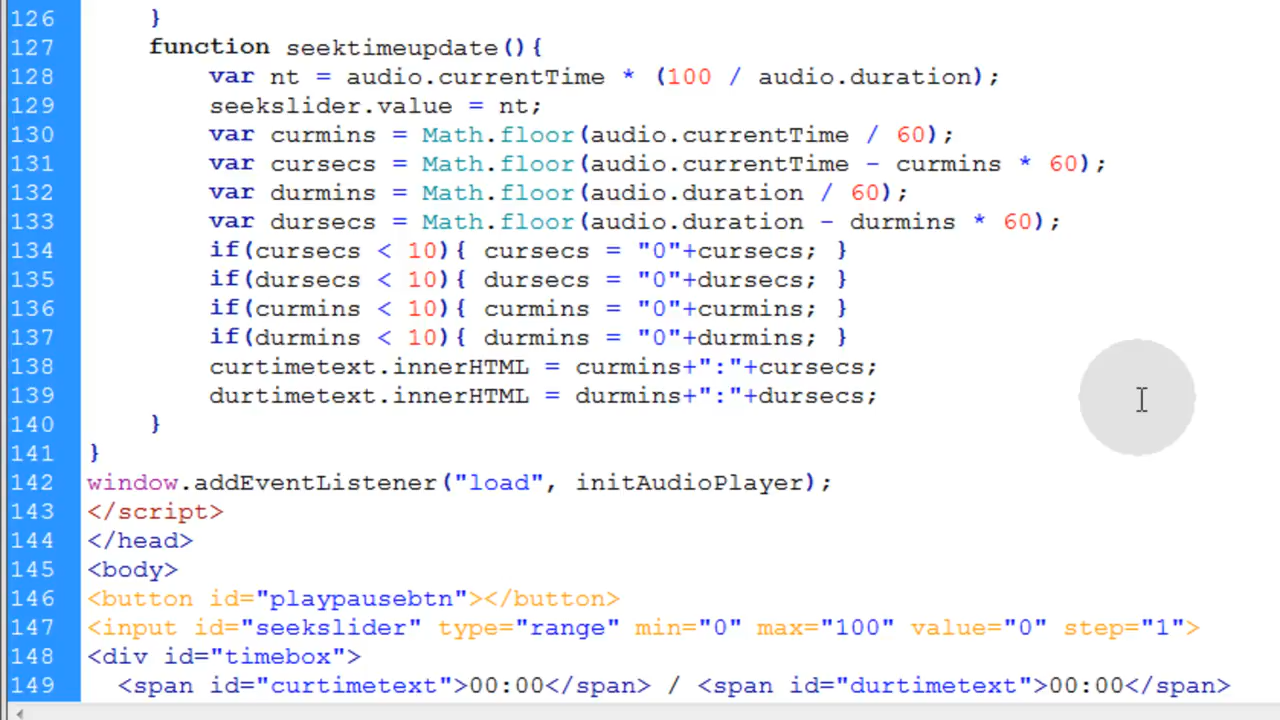 126     }
127     function seektimeupdate(){
128         var nt = audio.currentTime * (100 / audio.duration);
129         seekslider.value = nt;
130         var curmins = Math.floor(audio.currentTime / 60);
131         var cursecs = Math.floor(audio.currentTime - curmins * 60);
132         var durmins = Math.floor(audio.duration / 60);
133         var dursecs = Math.floor(audio.duration - durmins * 60);
134         if(cursecs < 10){ cursecs = "0"+cursecs; }
135         if(dursecs < 10){ dursecs = "0"+dursecs; }
136         if(curmins < 10){ curmins = "0"+curmins; }
137         if(durmins < 10){ durmins = "0"+durmins; }
138         curtimetext.innerHTML = curmins+":"+cursecs;
139         durtimetext.innerHTML = durmins+":"+dursecs;
140     }
141 }
142 window.addEventListener("load", initAudioPlayer);
143 </script>
144 </head>
145 <body>
146 <button id="playpausebtn"></button>
147 <input id="seekslider" type="range" min="0" max="100" value="0" step="1">
148 <div id="timebox">
149   <span id="curtimetext">00:00</span> / <span id="durtimetext">00:00</span>